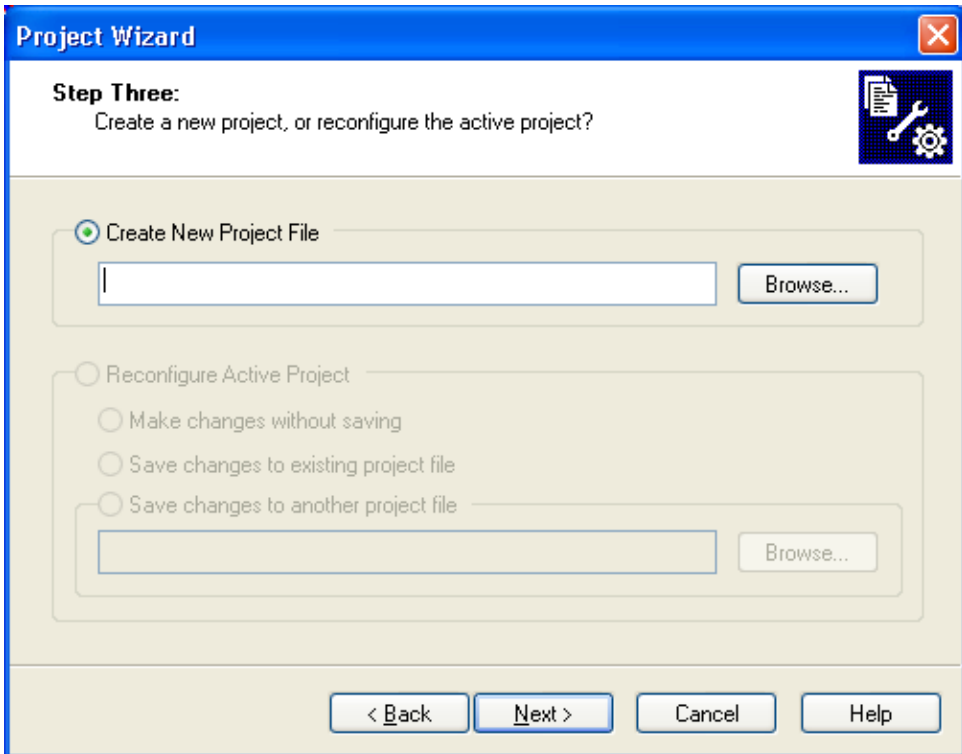 Project Wizard
Step Three:
Create a new project, or reconfigure the active project?
Create New Project File
Browse...
Reconfigure Active Project
Make changes without saving
Save changes to existing project file
Save changes to another project file
Browse...
< Back Next > Cancel Help